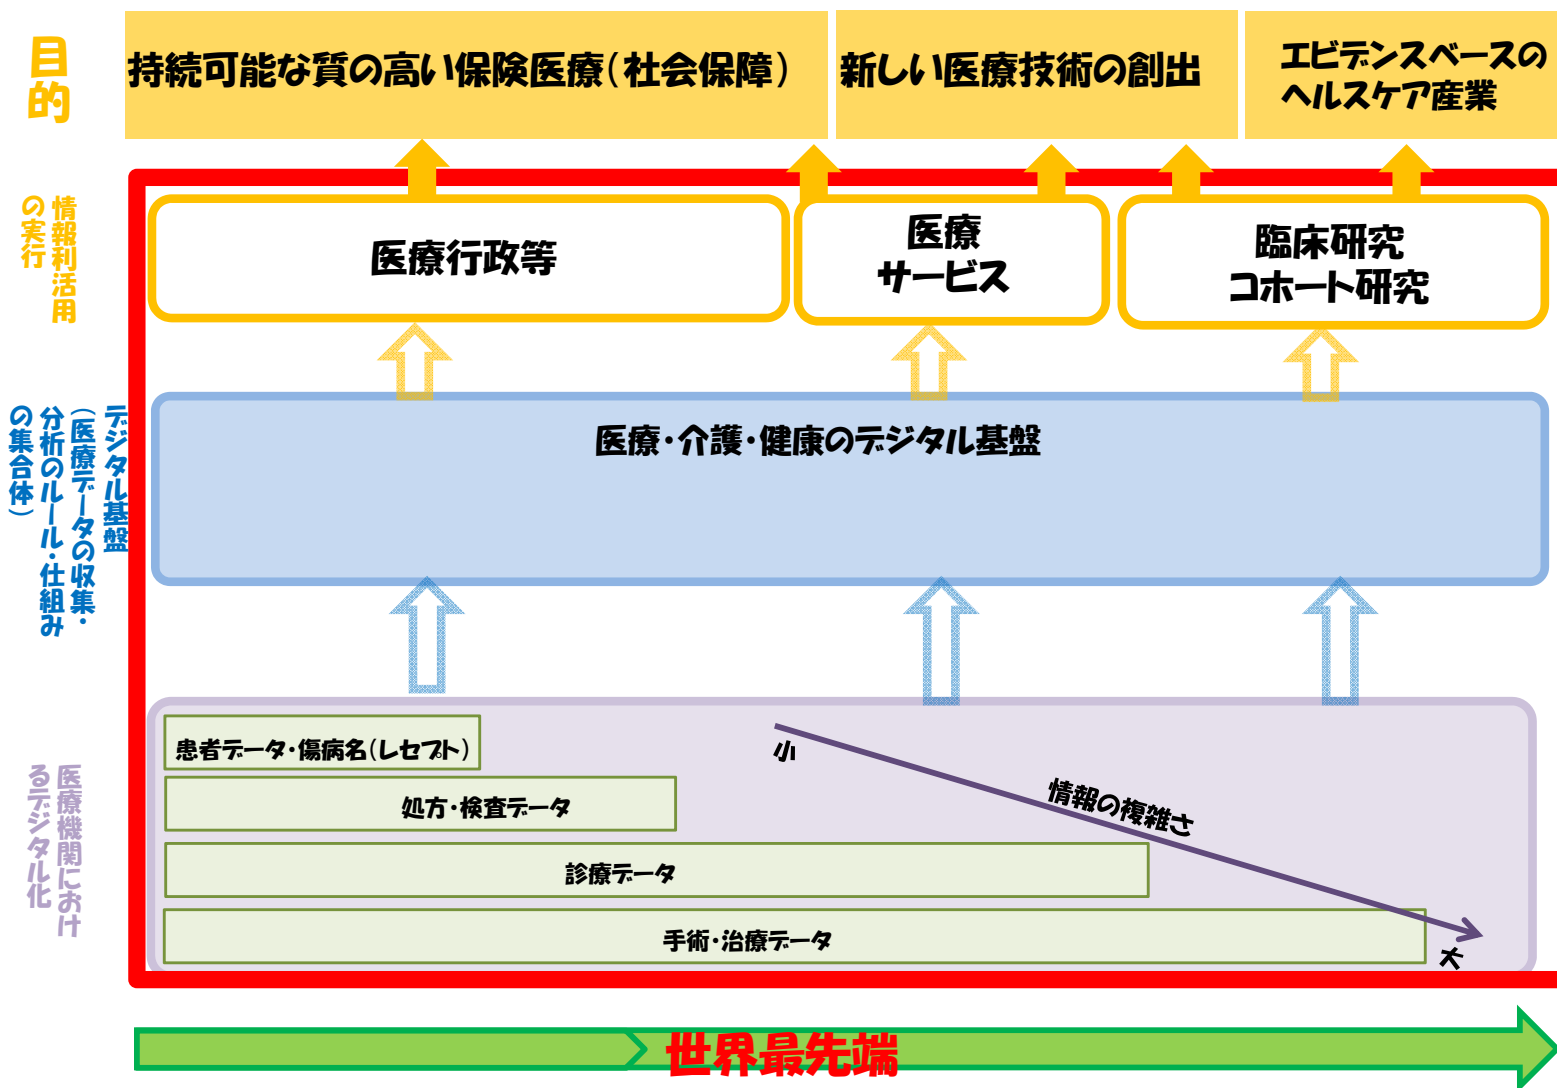 目的
持続可能な質の高い保険医療(社会保障)
新しい医療技術の創出
エビデンスベースの
ヘルスケア産業
情報利活用
の実行
医療行政等
医療
サービス
臨床研究
コホート研究
デジタル基盤
(医療データの収集・
分析のルール・仕組み
の集合体)
医療・介護・健康のデジタル基盤
医療機関におけ
るデジタル化
患者データ・傷病名(レセプト)
処方・検査データ
診療データ
手術・治療データ
小
情報の複雑さ
大
世界最先端